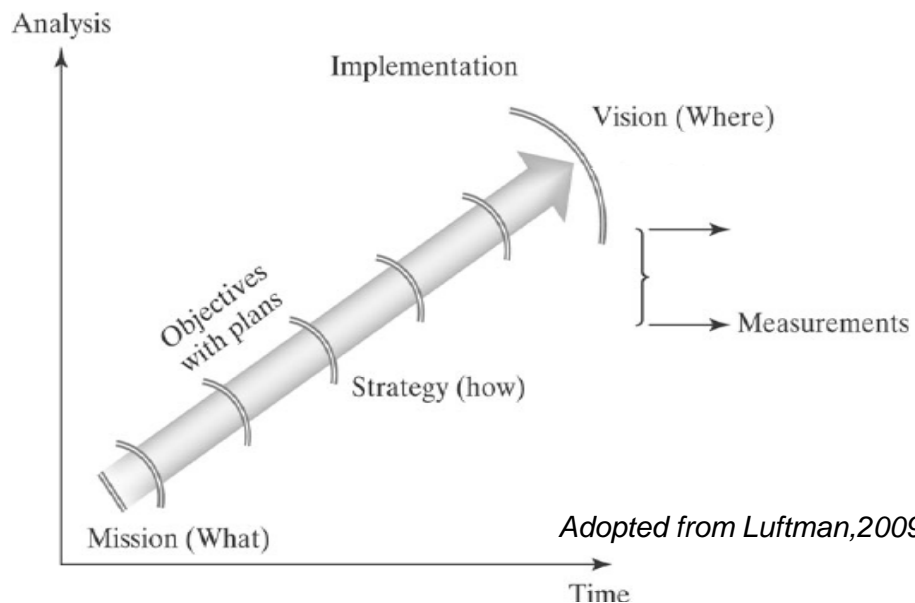 Analysis
Implementation
Vision (Where)
Objectives
with plans
Measurements
Strategy (how)
Mission (What)
Adopted from Luftman,2009
Time